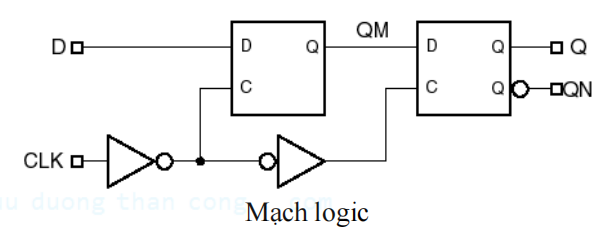 QM
D D Q D Q Q
C C Q QN
CLK
Mạch logic